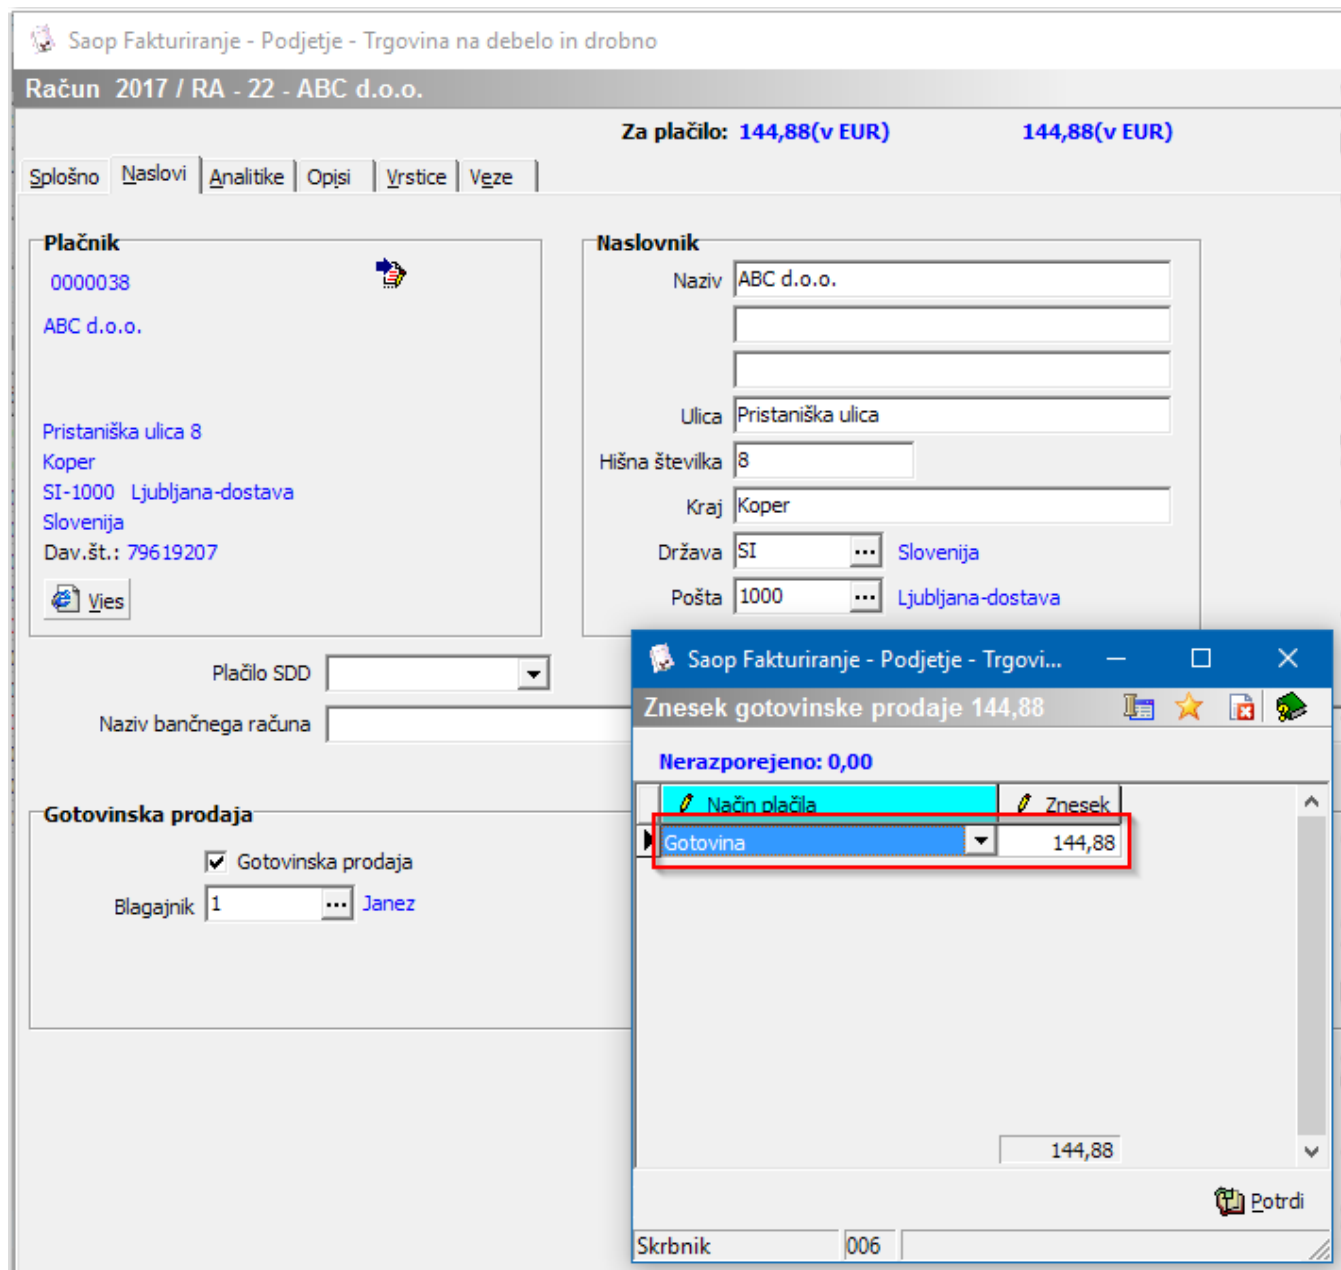 Saop Fakturiranje - Podjetje - Trgovina na debelo in drobno
Račun 2017 / RA - 22 - ABC d.o.o.
Za plačilo: 144,88(v EUR) 144,88(v EUR)
Splošno Naslovi Analitike Opisi Vrstice Veze
Plačnik
0000038
ABC d.o.o.
Pristaniška ulica 8
Koper
SI-1000 Ljubljana-dostava
Slovenija
Dav.št.: 79619207
Vies
Naslovnik
Naziv ABC d.o.o.
Ulica Pristaniška ulica
Hišna številka 8
Kraj Koper
Država SI ... Slovenija
Pošta 1000 ... Ljubljana-dostava
Plačilo SDD
Naziv bančnega računa
Gotovinska prodaja
Gotovinska prodaja
Blagajnik 1 ... Janez
Saop Fakturiranje - Podjetje - Trgovi...
Znesek gotovinske prodaje 144,88
Nerazporejeno: 0,00
Način plačila Znesek
Gotovina 144,88
144,88
Potrdi
Skrbnik 006